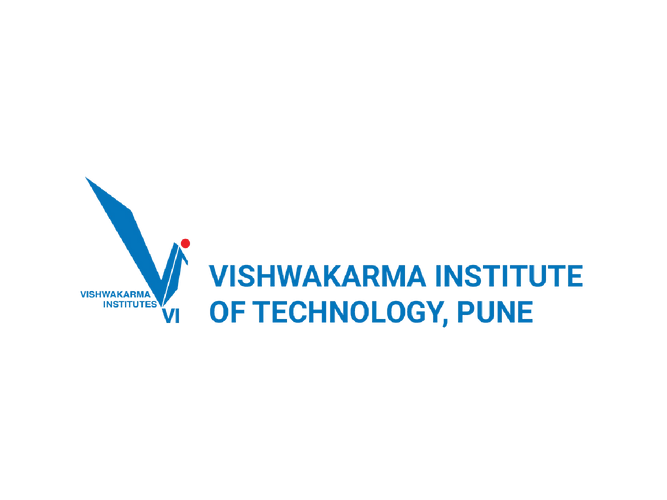 VISHWAKARMA
INSTITUTES
VI
VISHWAKARMA INSTITUTE
OF TECHNOLOGY, PUNE